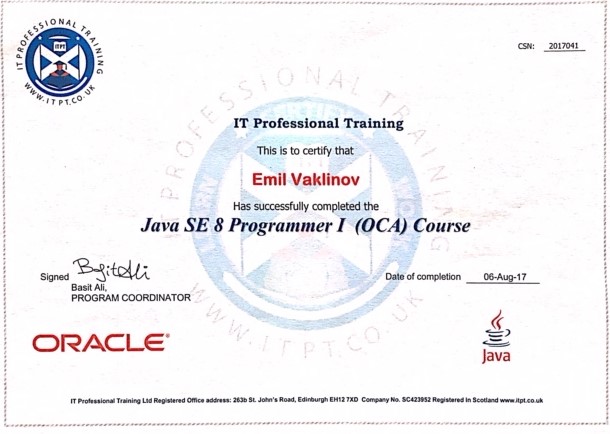 IT PROFESSIONAL TRAINING
ITPT
WWW.ITPT.CO.UK
CSN: 2017041
IT PROFESSIONAL TRAINING
IT Professional Training
This is to certify that
Emil Vaklinov
Has successfully completed the
Java SE 8 Programmer I (OCA) Course
Signed Basit Ali
Basit Ali,
PROGRAM COORDINATOR
Date of completion 06-Aug-17
WWW.ITPT.CO.UK
ORACLE®
Java
IT Professional Training Ltd Registered Office address: 263b St. John's Road, Edinburgh EH12 7XD Company No. SC423952 Registered in Scotland www.itpt.co.uk